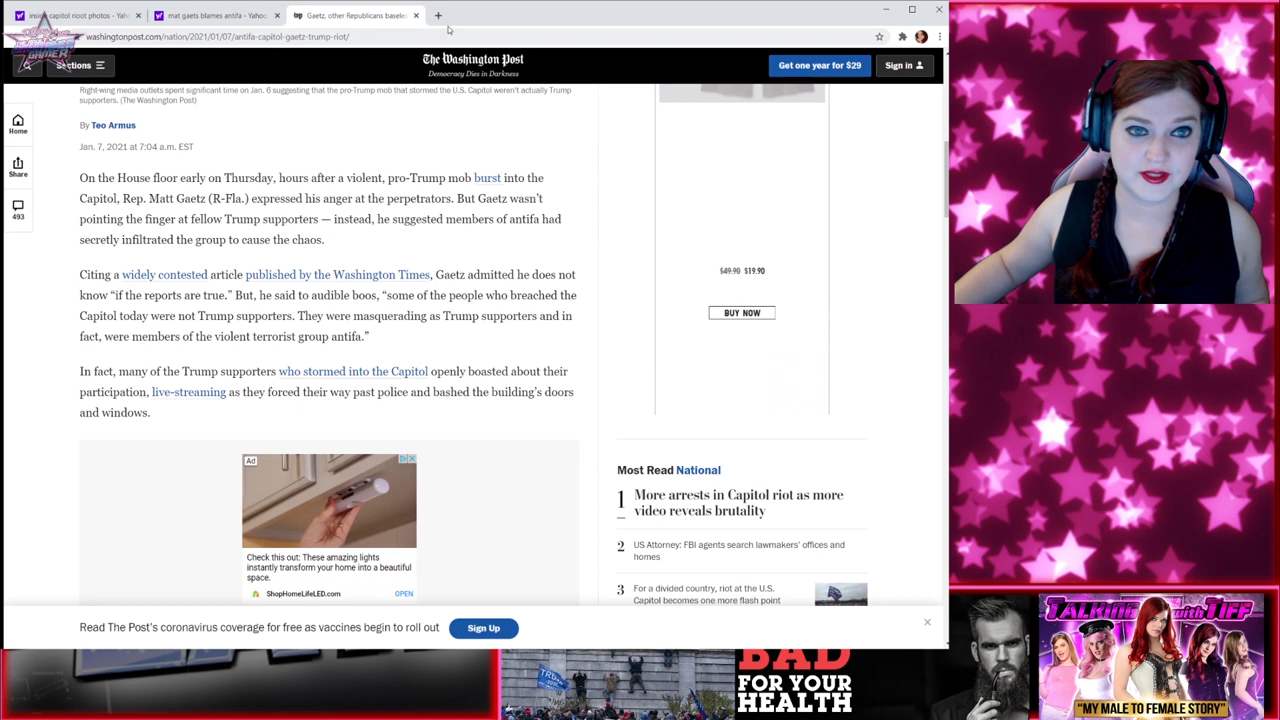 inside capitol rioot photos - Yaho
mat gaets blames antifa - Yahoo
Gaetz, other Republicans baseles
washingtonpost.com/nation/2021/01/07/antifa-capitol-gaetz-trump-riot/
GAMER
Sections
The Washington Post
Democracy Dies in Darkness
Get one year for $29
Sign in
Home
Share
493
Right-wing media outlets spent significant time on Jan. 6 suggesting that the pro-Trump mob that stormed the U.S. Capitol weren't actually Trump
supporters. (The Washington Post)
By Teo Armus
Jan. 7, 2021 at 7:04 a.m. EST
On the House floor early on Thursday, hours after a violent, pro-Trump mob burst into the
Capitol, Rep. Matt Gaetz (R-Fla.) expressed his anger at the perpetrators. But Gaetz wasn't
pointing the finger at fellow Trump supporters — instead, he suggested members of antifa had
secretly infiltrated the group to cause the chaos.
Citing a widely contested article published by the Washington Times, Gaetz admitted he does not
know “if the reports are true.” But, he said to audible boos, “some of the people who breached the
Capitol today were not Trump supporters. They were masquerading as Trump supporters and in
fact, were members of the violent terrorist group antifa.”
In fact, many of the Trump supporters who stormed into the Capitol openly boasted about their
participation, live-streaming as they forced their way past police and bashed the building's doors
and windows.
Ad
Check this out: These amazing lights
instantly transform your home into a beautiful
space.
ShopHomeLifeLED.com
OPEN
$49.90 $19.90
BUY NOW
Most Read National
1 More arrests in Capitol riot as more
video reveals brutality
2 US Attorney: FBI agents search lawmakers' offices and
homes
3 For a divided country, riot at the U.S.
Capitol becomes one more flash point
Read The Post's coronavirus coverage for free as vaccines begin to roll out
Sign Up
TRUMP
BAD
FOR YOUR
HEALTH
TALKING with TIFF
"MY MALE TO FEMALE STORY"